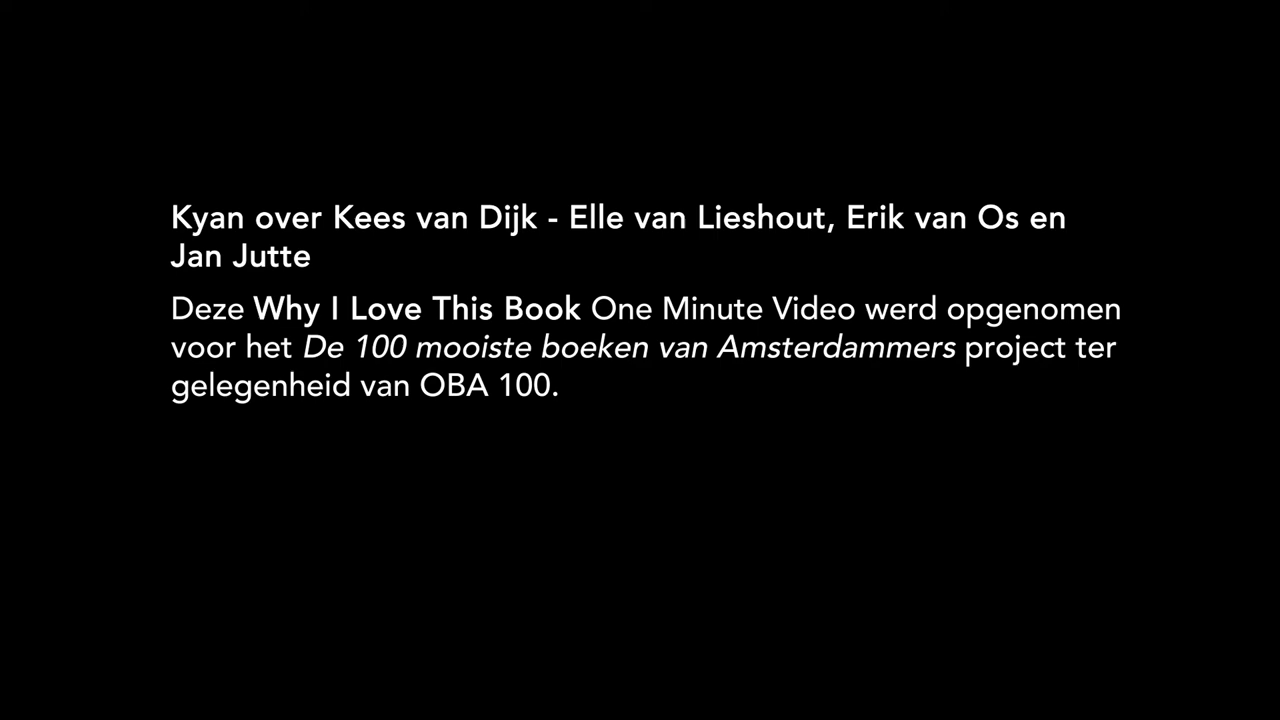 Kyan over Kees van Dijk - Elle van Lieshout, Erik van Os en
Jan Jutte
Deze Why I Love This Book One Minute Video werd opgenomen
voor het De 100 mooiste boeken van Amsterdammers project ter
gelegenheid van OBA 100.